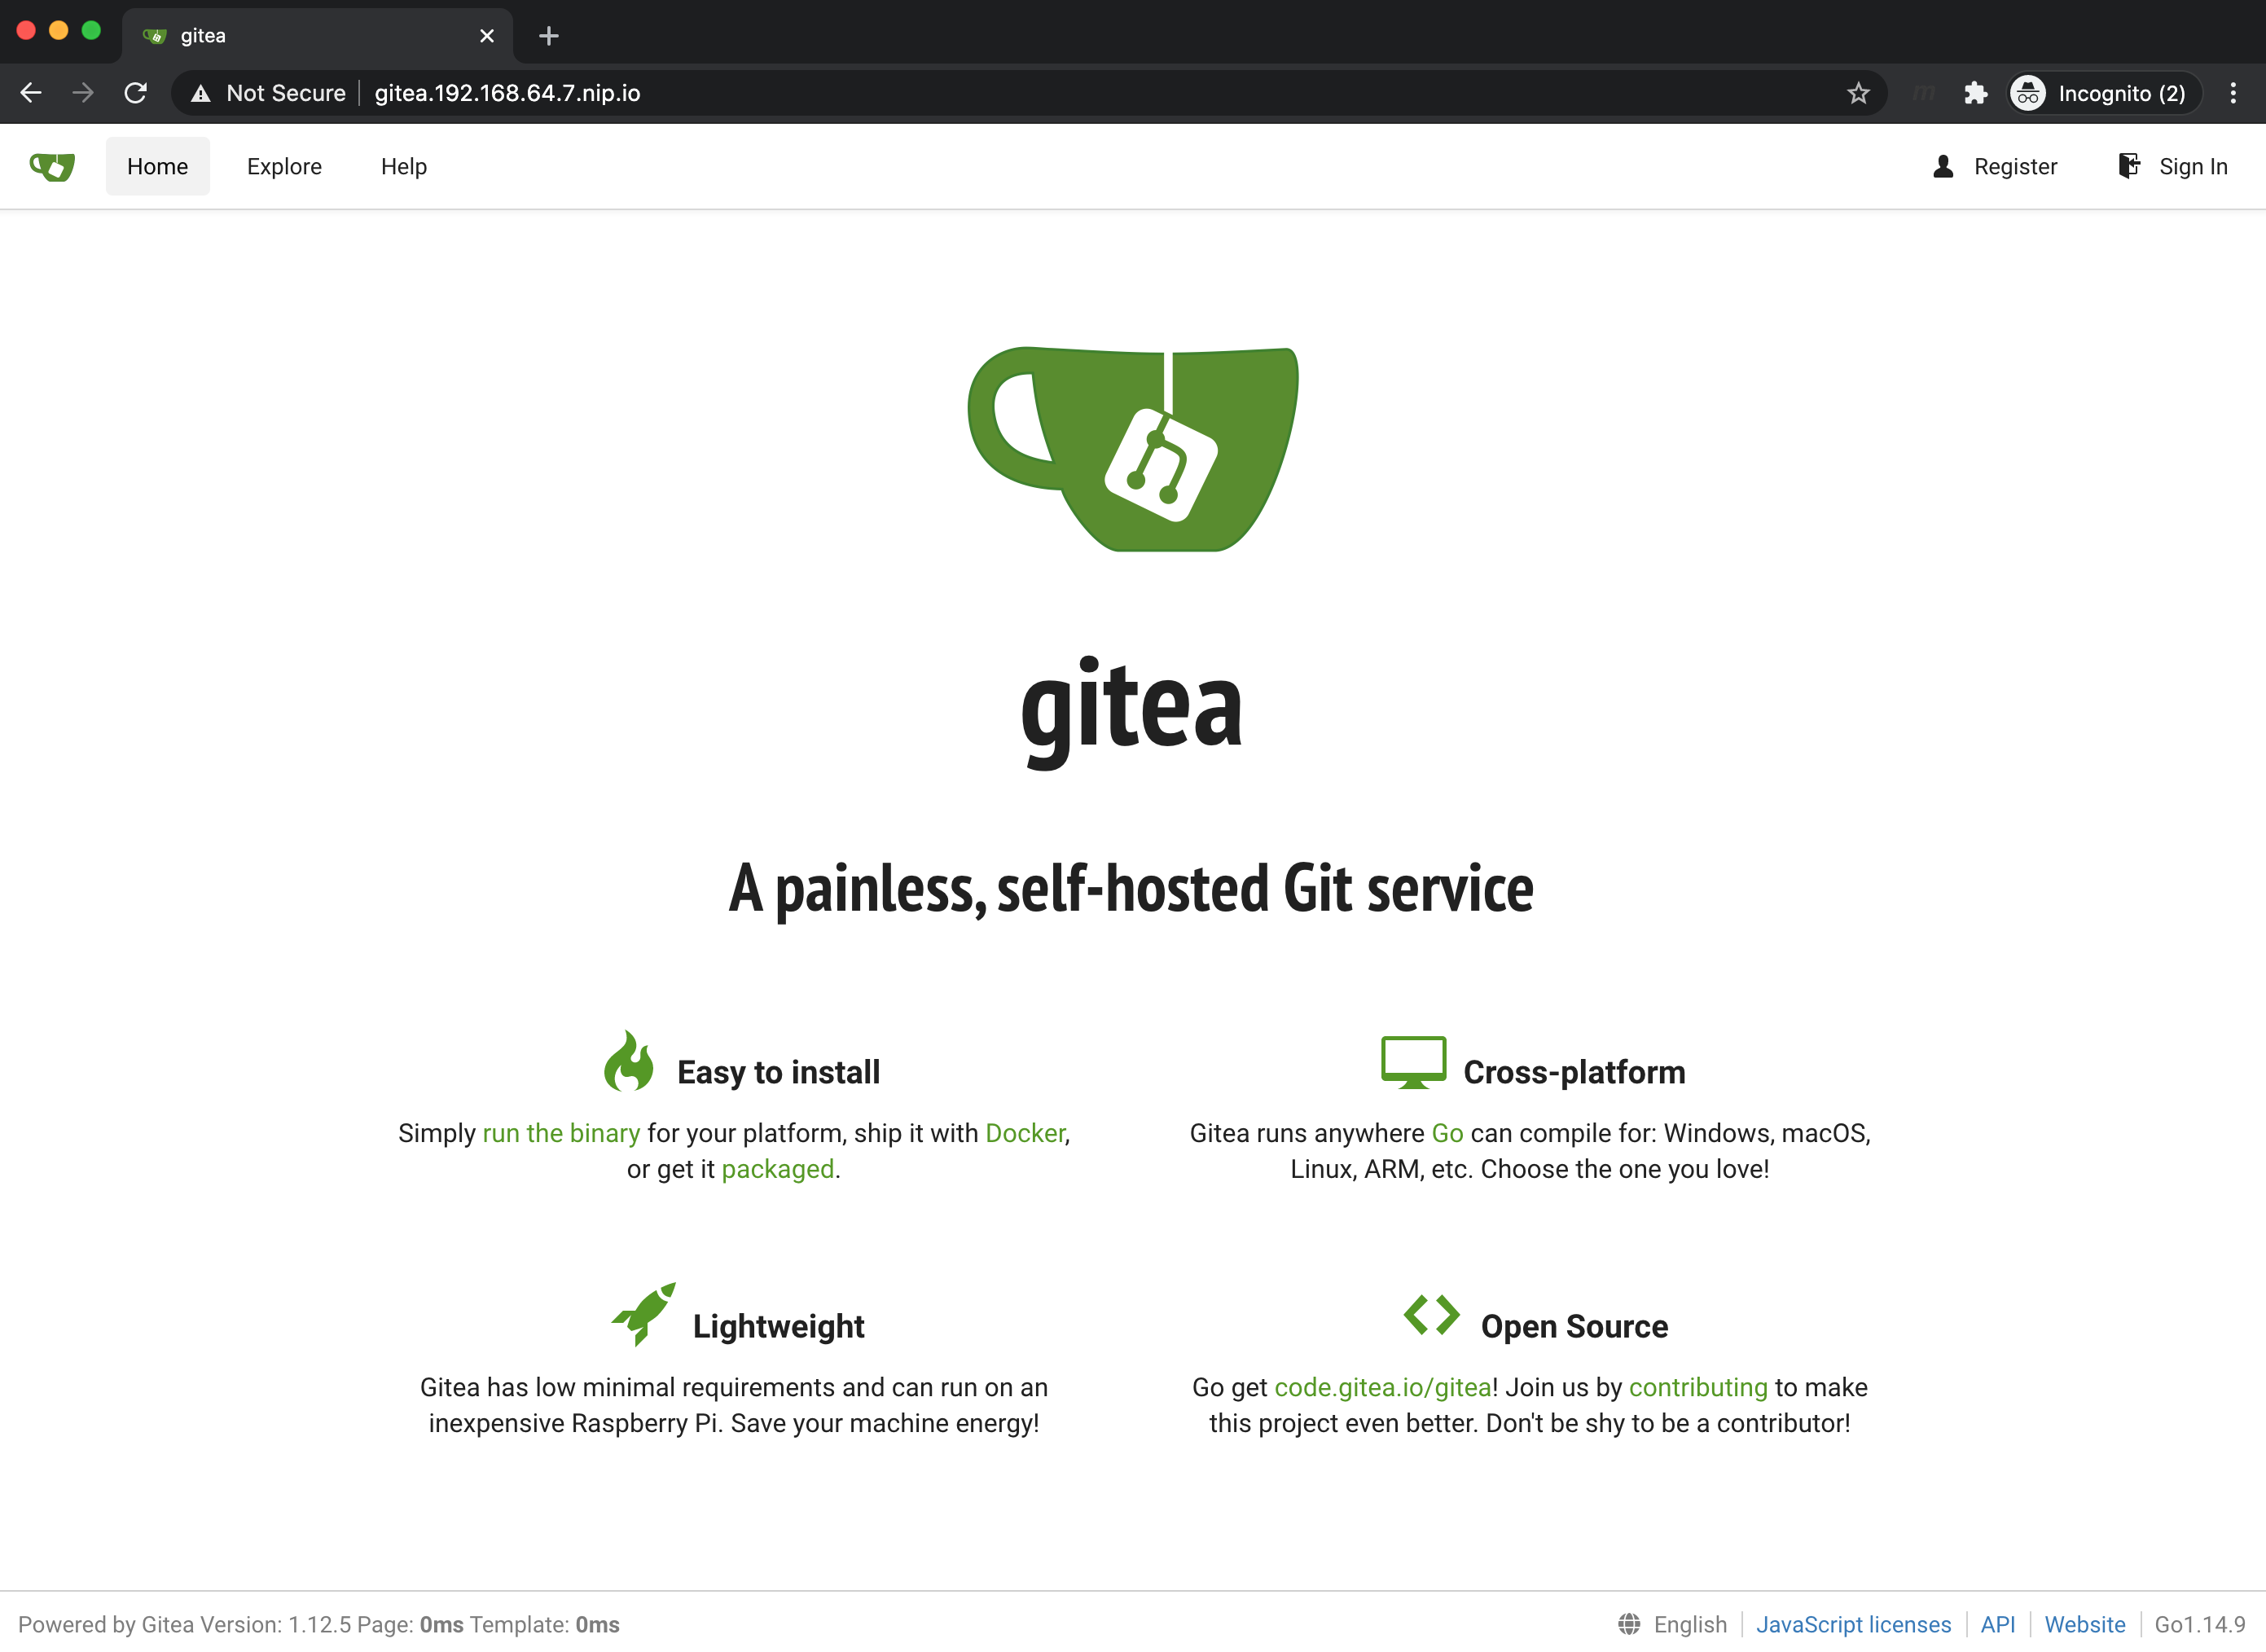 gitea
Not Secure gitea.192.168.64.7.nip.io Incognito (2)
Home Explore Help Register Sign In
gitea
A painless, self-hosted Git service
Easy to install
Simply run the binary for your platform, ship it with Docker,
or get it packaged.
Cross-platform
Gitea runs anywhere Go can compile for: Windows, macOS,
Linux, ARM, etc. Choose the one you love!
Lightweight
Gitea has low minimal requirements and can run on an
inexpensive Raspberry Pi. Save your machine energy!
Open Source
Go get code.gitea.io/gitea! Join us by contributing to make
this project even better. Don't be shy to be a contributor!
Powered by Gitea Version: 1.12.5 Page: 0ms Template: 0ms
English JavaScript licenses API Website Go1.14.9